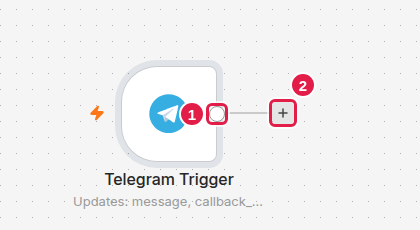 2
1
+
Telegram Trigger
Updates: message, callback_...